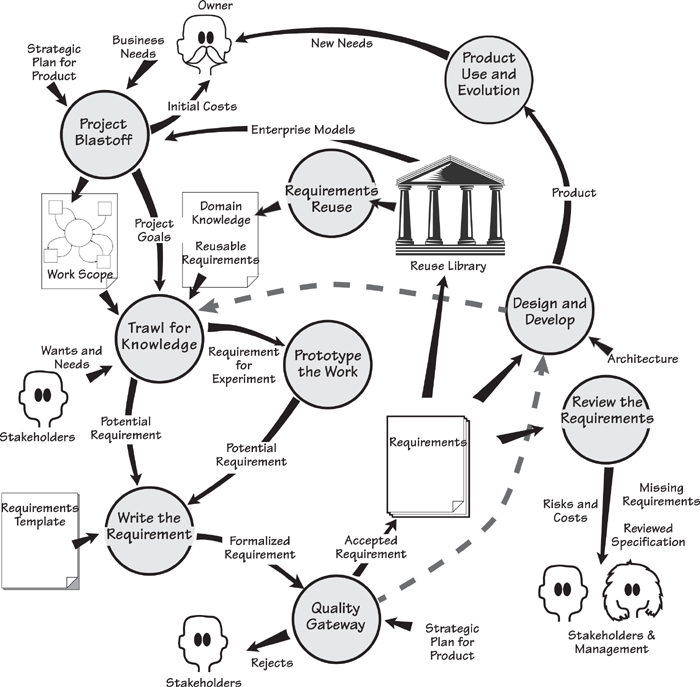 Owner
Strategic
Plan for
Product
Business
Needs
New Needs
Product
Use and
Evolution
Project
Blastoff
Initial Costs
Enterprise Models
Requirements
Reuse
Domain
Knowledge
Reusable
Requirements
Project
Goals
Work Scope
Reuse Library
Product
Design and
Develop
Architecture
Trawl for
Knowledge
Requirement
for
Experiment
Prototype
the Work
Wants and
Needs
Stakeholders
Potential
Requirement
Potential
Requirement
Requirements
Review the
Requirements
Requirements
Template
Write the
Requirement
Formalized
Requirement
Accepted
Requirement
Risks and
Costs
Missing
Requirements
Reviewed
Specification
Quality
Gateway
Strategic
Plan for
Product
Rejects
Stakeholders
Stakeholders &
Management